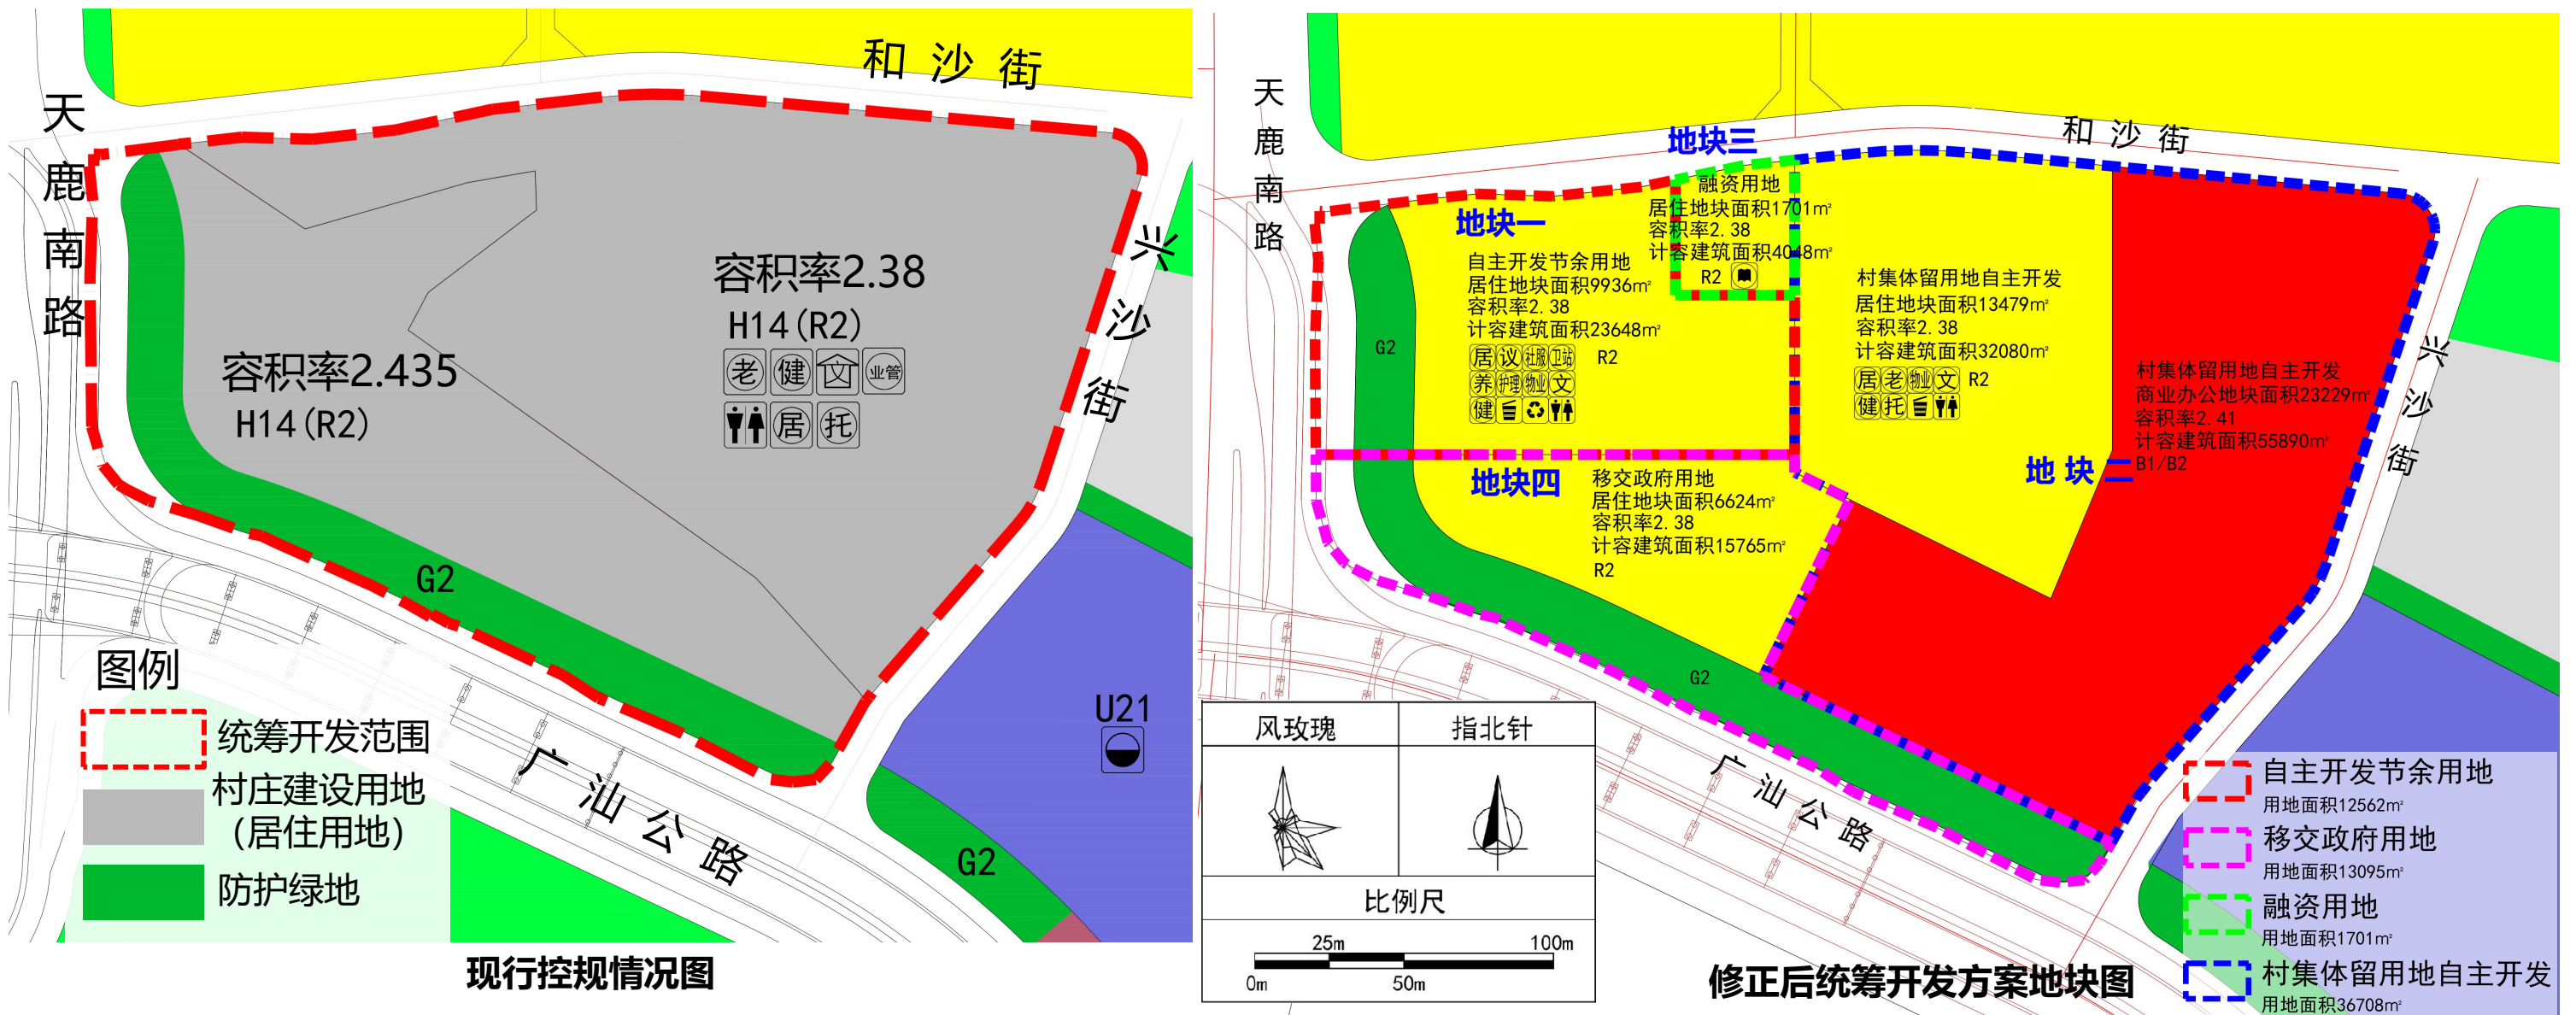 和沙街
天鹿南路
兴沙街
容积率2.38
H14(R2)
老 健 文 业管
居 托
容积率2.435
H14(R2)
G2
U21
G2
广汕公路
图例
统筹开发范围
村庄建设用地
(居住用地)
防护绿地
现行控规情况图
天鹿南路
和沙街
兴沙街
地块三
融资用地
居住地块面积1701㎡
容积率2.38
计容建筑面积4048㎡
R2
地块一
自主开发节余用地
居住地块面积9936㎡
容积率2.38
计容建筑面积23648㎡
居 议 社服 卫站 R2
养 护理 物业 文
健
G2
村集体留用地自主开发
居住地块面积13479㎡
容积率2.38
计容建筑面积32080㎡
居 老 物业 文 R2
健 托
村集体留用地自主开发
商业办公地块面积23229㎡
容积率2.41
计容建筑面积55890㎡
B1/B2
地块二
地块四
移交政府用地
居住地块面积6624㎡
容积率2.38
计容建筑面积15765㎡
R2
G2
广汕公路
风玫瑰
指北针
比例尺
25m 100m
0m 50m
修正后统筹开发方案地块图
自主开发节余用地
用地面积12562㎡
移交政府用地
用地面积13095㎡
融资用地
用地面积1701㎡
村集体留用地自主开发
用地面积36708㎡